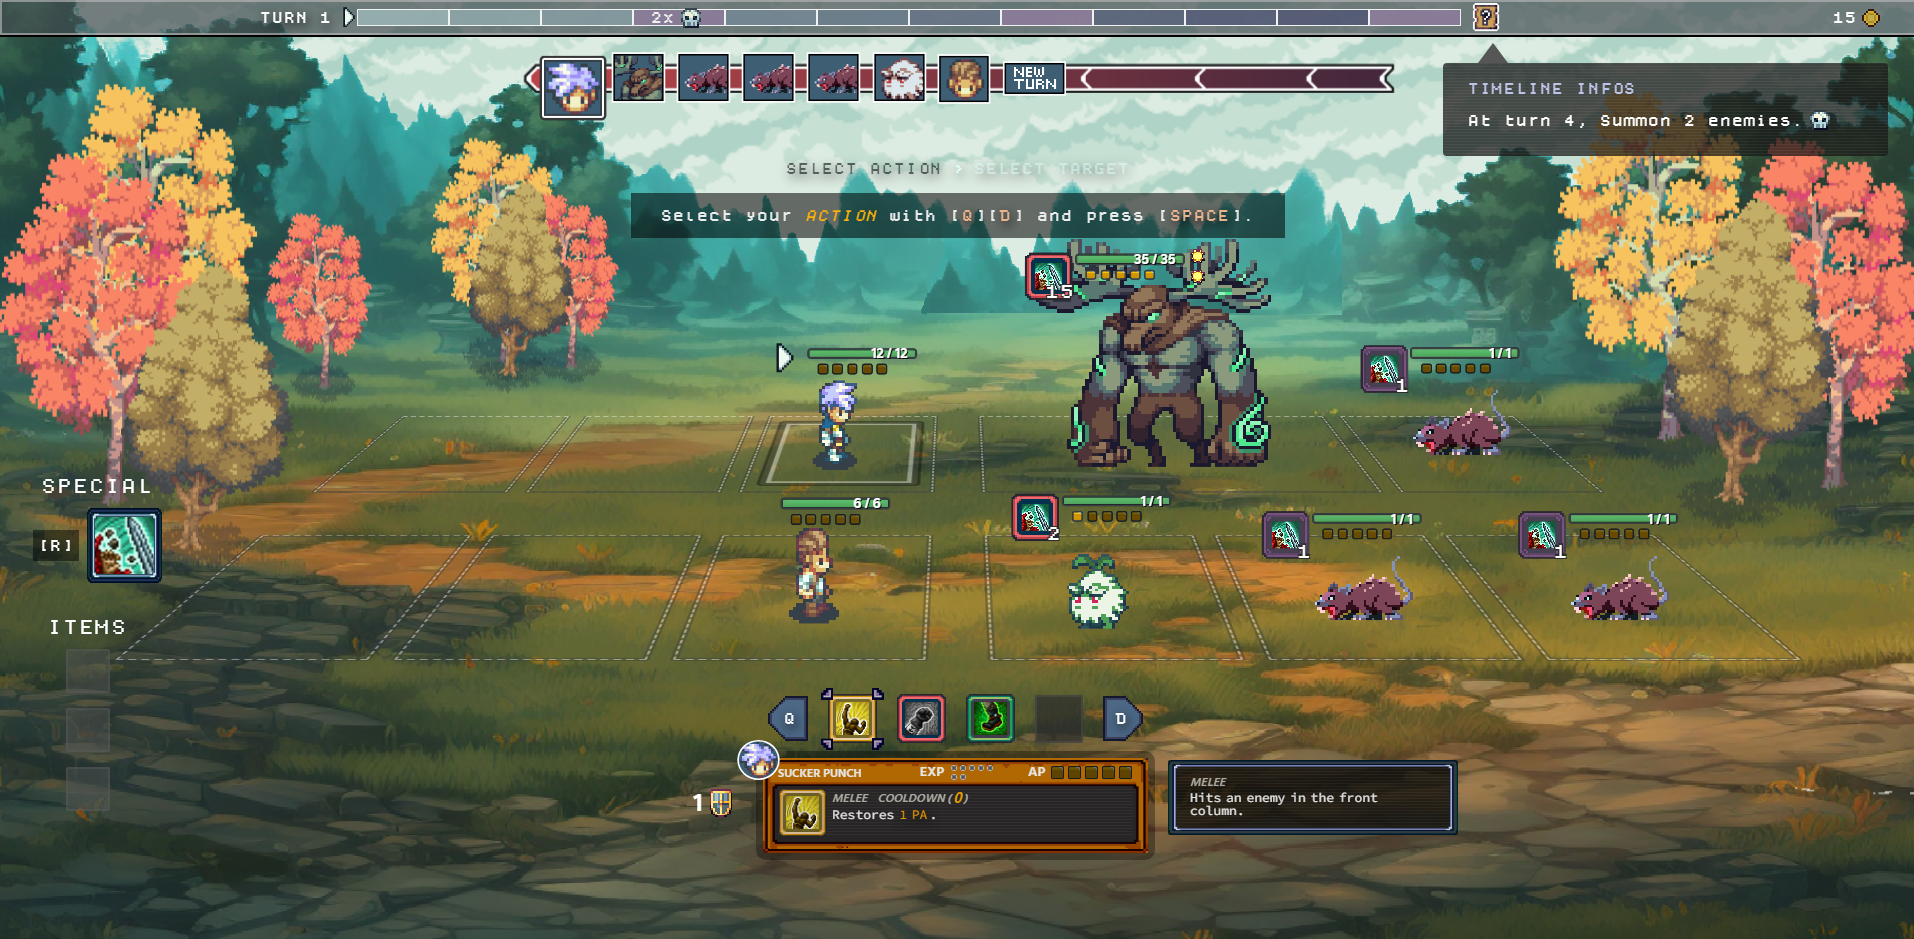 TURN 1
2x
15
NEW TURN
TIMELINE INFOS
At turn 4, Summon 2 enemies.
SELECT ACTION > SELECT TARGET
Select your ACTION with [Q][D] and press [SPACE].
35/35
15
12/12
1/1
1
6/6
1/1
2
1/1
1
1/1
1
SPECIAL
[R]
ITEMS
Q
D
SUCKER PUNCH EXP AP
MELEE COOLDOWN(0)
Restores 1 PA.
1
MELEE
Hits an enemy in the front
column.